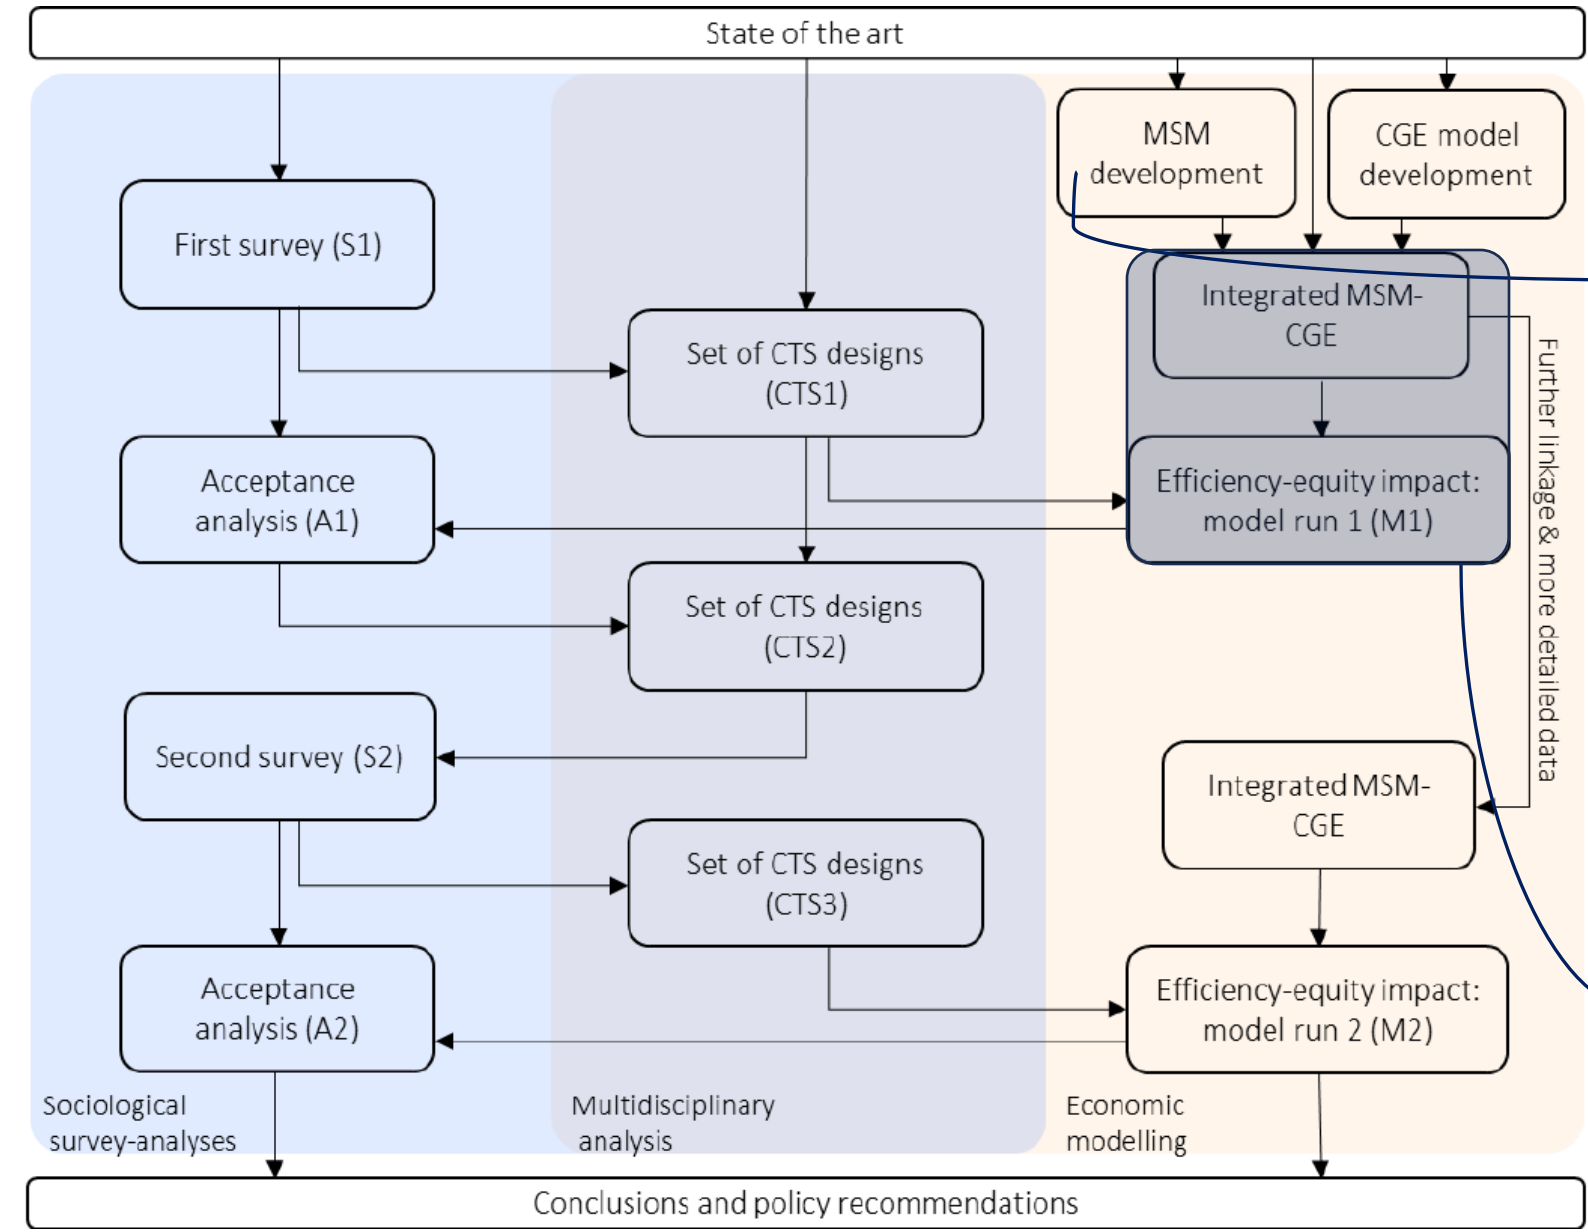 State of the art
MSM
development
CGE model
development
First survey (S1)
Integrated MSM-
CGE
Set of CTS designs
(CTS1)
Further linkage & more detailed data
Acceptance
analysis (A1)
Efficiency-equity impact:
model run 1 (M1)
Set of CTS designs
(CTS2)
Second survey (S2)
Integrated MSM-
CGE
Set of CTS designs
(CTS3)
Acceptance
analysis (A2)
Efficiency-equity impact:
model run 2 (M2)
Sociological
survey-analyses
Multidisciplinary
analysis
Economic
modelling
Conclusions and policy recommendations